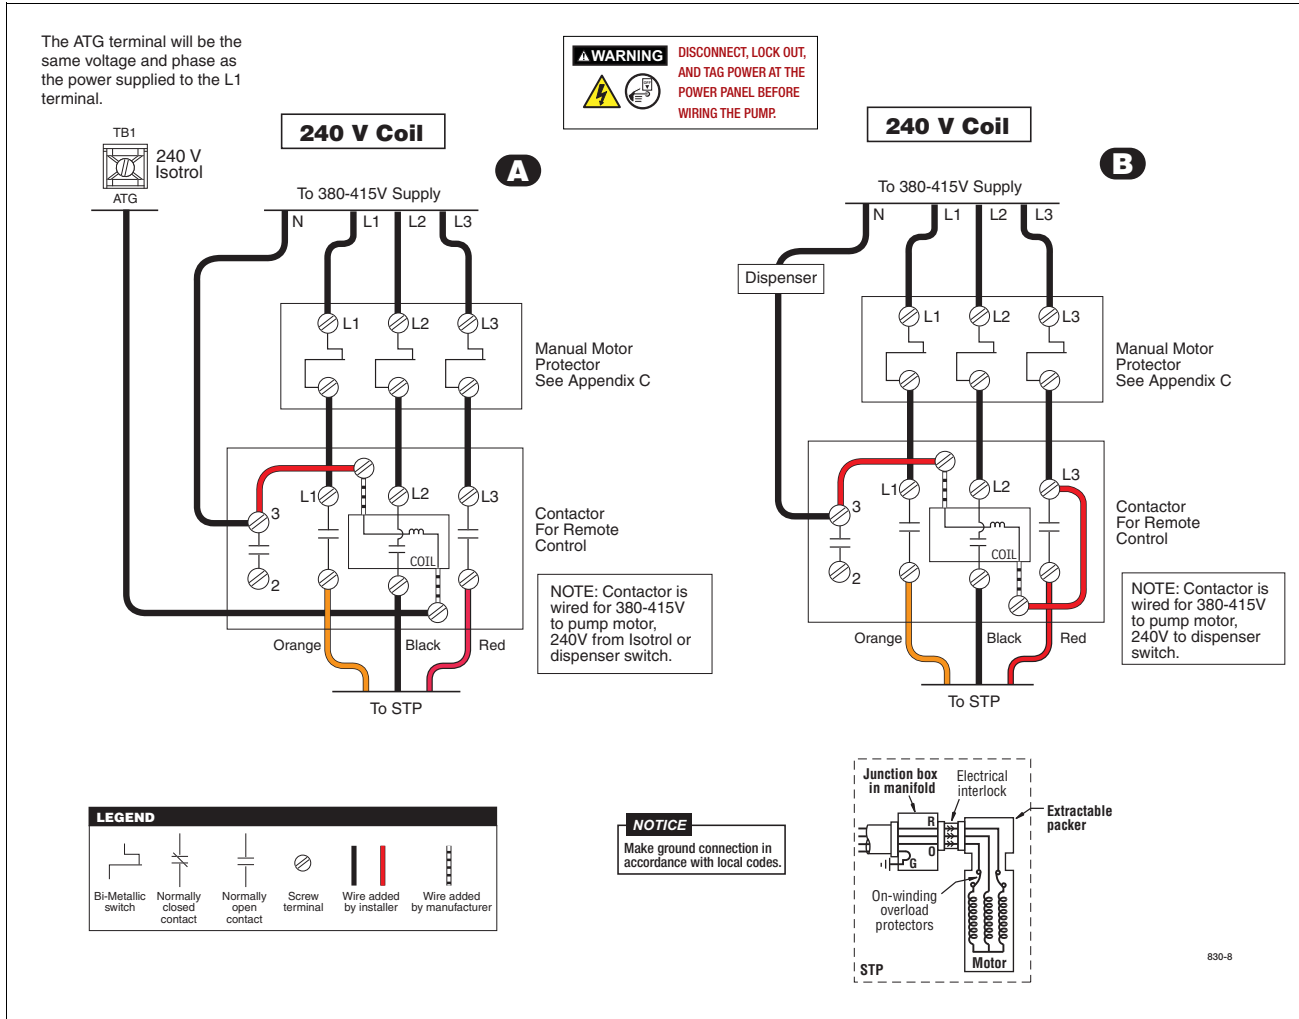 The ATG terminal will be the
same voltage and phase as
the power supplied to the L1
terminal.
WARNING
DISCONNECT, LOCK OUT,
AND TAG POWER AT THE
POWER PANEL BEFORE
WIRING THE PUMP.
OFF
TB1
240 V
Isotrol
ATG
240 V Coil
A
To 380-415V Supply
N
L1
L2
L3
L1
L2
L3
Manual Motor
Protector
See Appendix C
3
L1
L2
L3
COIL
2
Contactor
For Remote
Control
Orange
Black
Red
To STP
NOTE: Contactor is
wired for 380-415V
to pump motor,
240V from Isotrol or
dispenser switch.
240 V Coil
B
To 380-415V Supply
N
L1
L2
L3
Dispenser
L1
L2
L3
Manual Motor
Protector
See Appendix C
3
L1
L2
L3
COIL
2
Contactor
For Remote
Control
Orange
Black
Red
To STP
NOTE: Contactor is
wired for 380-415V
to pump motor,
240V to dispenser
switch.
LEGEND
Bi-Metallic
switch
Normally
closed
contact
Normally
open
contact
Screw
terminal
Wire added
by installer
Wire added
by manufacturer
NOTICE
Make ground connection in
accordance with local codes.
Junction box
in manifold
Electrical
interlock
Extractable
packer
R
O
G
On-winding
overload
protectors
Motor
STP
830-8